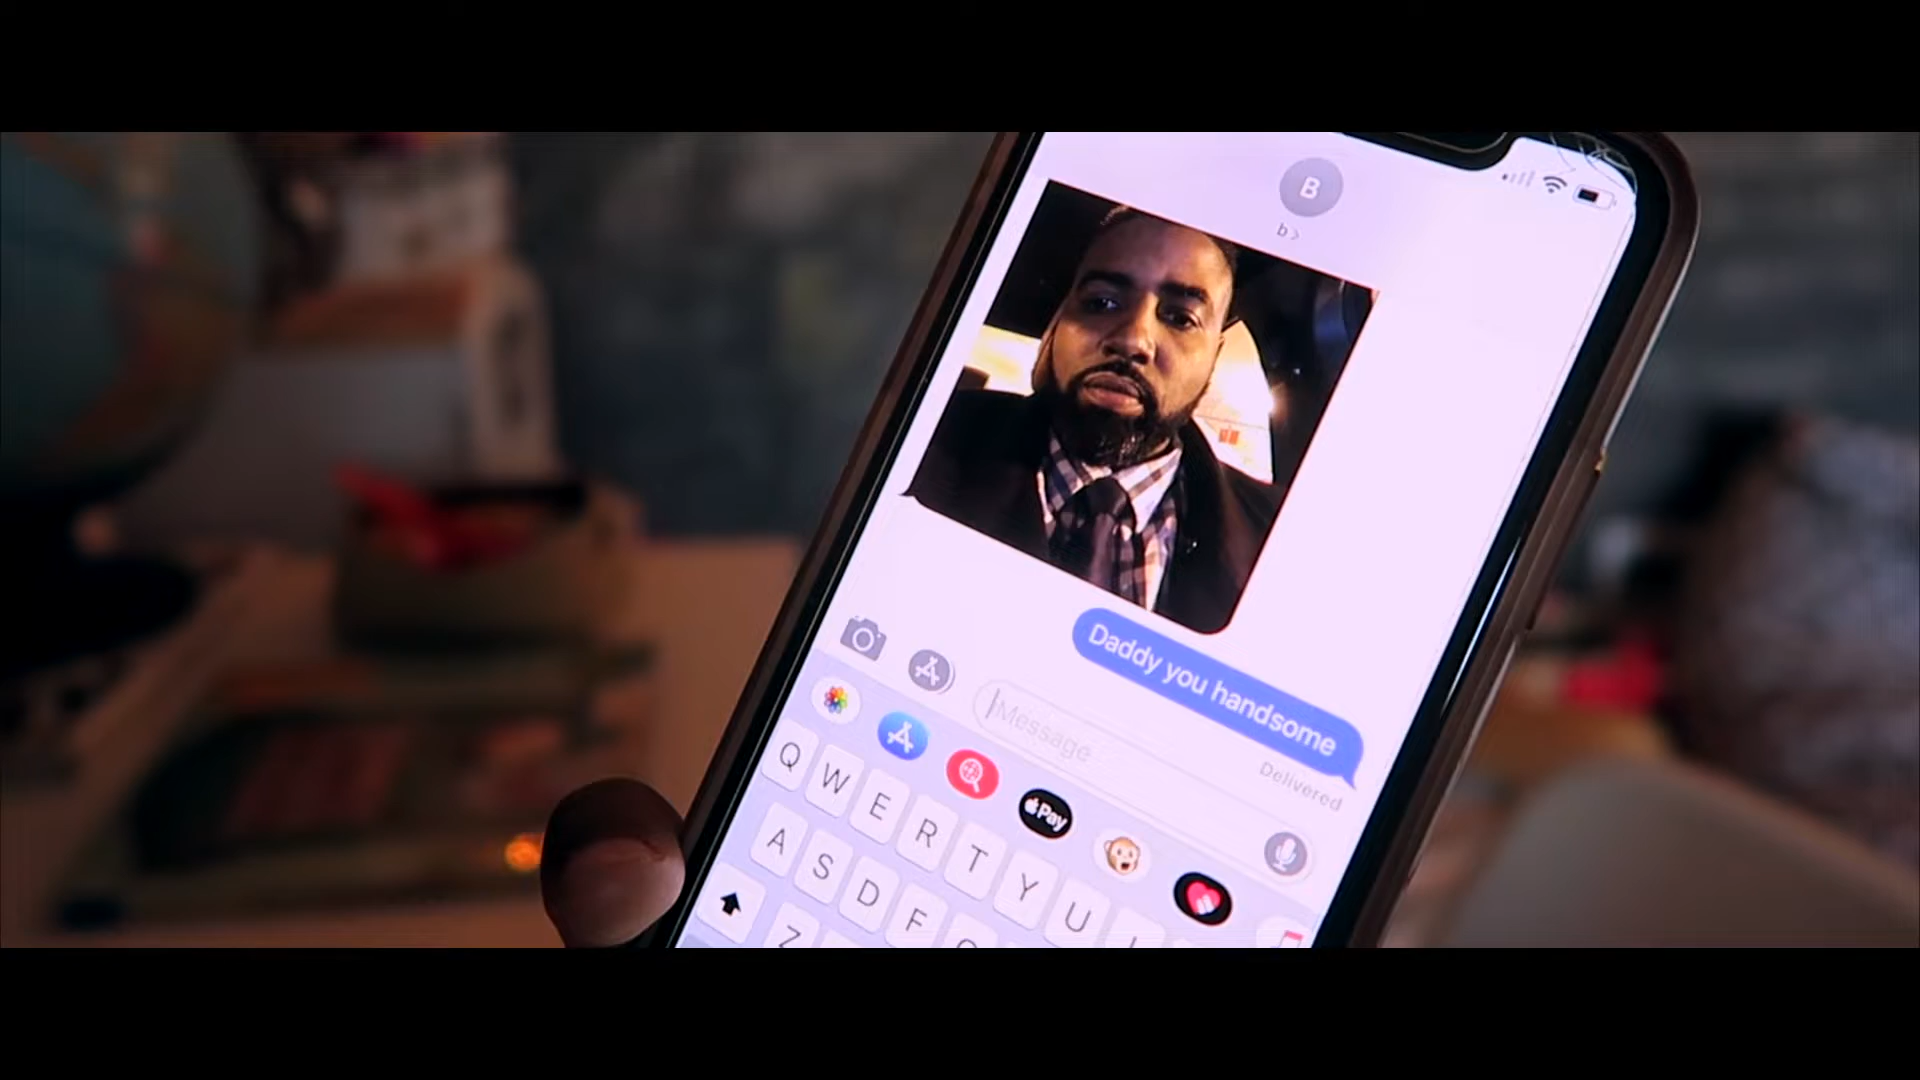 B
b >
Daddy you handsome
Delivered
Message
Pay
Q W E R T Y U
A S D F
Z